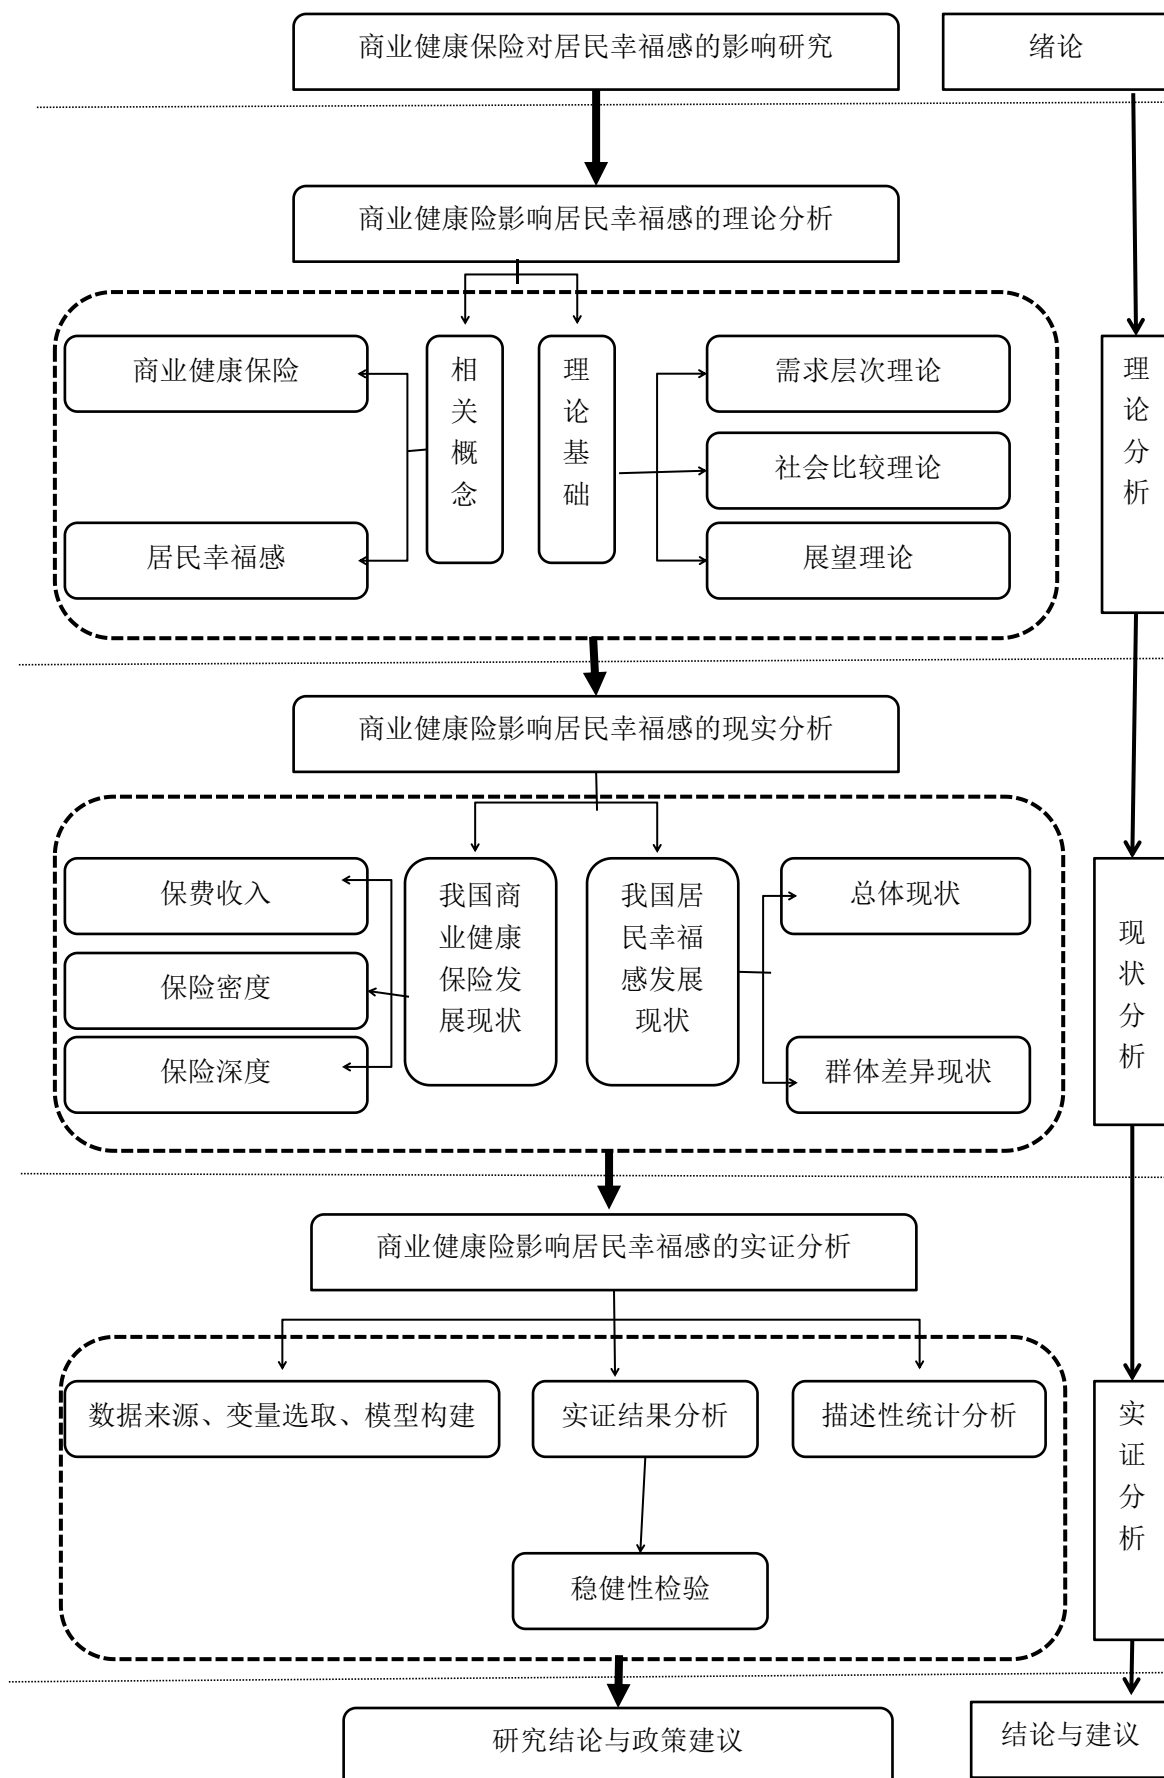 商业健康保险对居民幸福感的影响研究
绪论
商业健康险影响居民幸福感的理论分析
商业健康保险
居民幸福感
相
关
概
念
理
论
基
础
需求层次理论
社会比较理论
展望理论
理
论
分
析
商业健康险影响居民幸福感的现实分析
保费收入
保险密度
保险深度
我国商
业健康
保险发
展现状
我国居
民幸福
感发展
现状
总体现状
群体差异现状
现
状
分
析
商业健康险影响居民幸福感的实证分析
数据来源、变量选取、模型构建
实证结果分析
描述性统计分析
稳健性检验
实
证
分
析
研究结论与政策建议
结论与建议